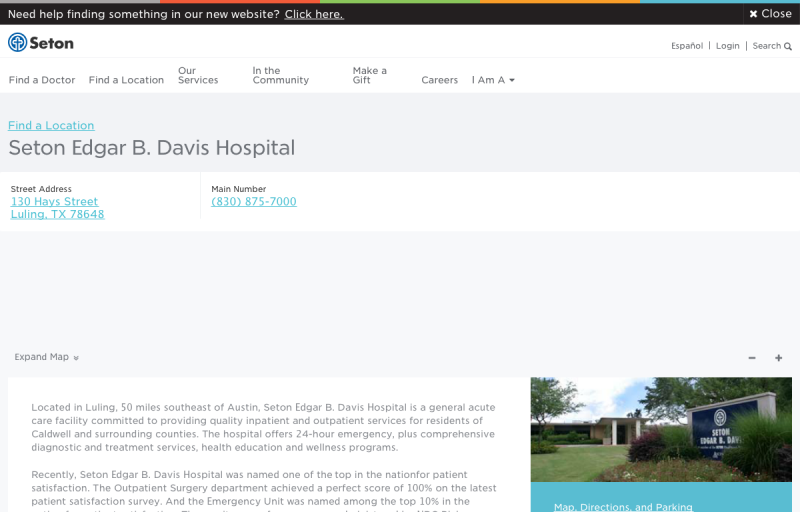 Need help finding something in our new website? Click here.
✖ Close
Seton
Español | Login | Search
Find a Doctor
Find a Location
Our Services
In the Community
Make a Gift
Careers
I Am A
Find a Location
Seton Edgar B. Davis Hospital
Street Address
130 Hays Street
Luling, TX 78648
Main Number
(830) 875-7000
Expand Map
Located in Luling, 50 miles southeast of Austin, Seton Edgar B. Davis Hospital is a general acute
care facility committed to providing quality inpatient and outpatient services for residents of
Caldwell and surrounding counties. The hospital offers 24-hour emergency, plus comprehensive
diagnostic and treatment services, health education and wellness programs.
Recently, Seton Edgar B. Davis Hospital was named one of the top in the nationfor patient
satisfaction. The Outpatient Surgery department achieved a perfect score of 100% on the latest
patient satisfaction survey. And the Emergency Unit was named among the top 10% in the
SETON
EDGAR B. DAVIS
Map, Directions, and Parking